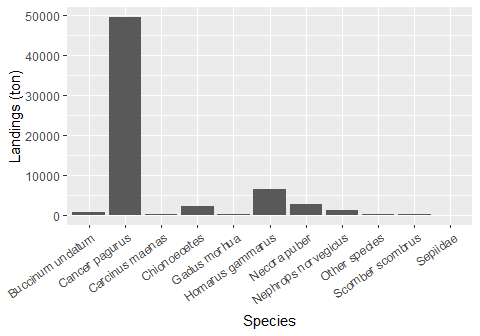 Landings (ton)
50000
40000
30000
20000
10000
0
Buccinum undatum
Cancer pagurus
Carcinus maenas
Chionoecetes
Gadus morhua
Homarus gammarus
Necora puber
Nephrops norvegicus
Other species
Scomber scombrus
Sepiidae
Species